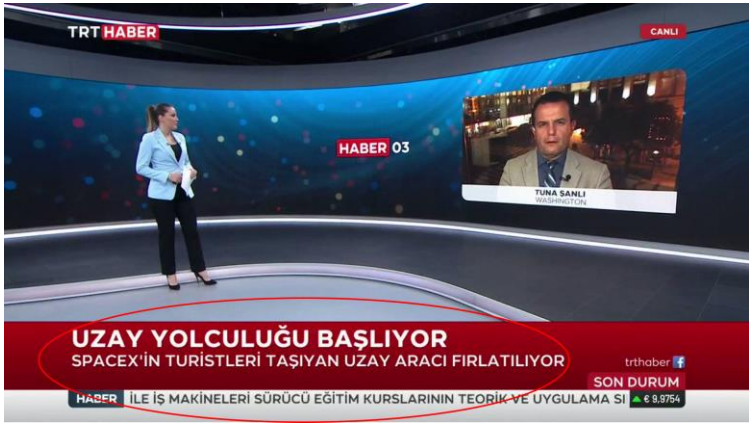 TRT HABER
CANLI
HABER 03
TUNA ŞANLI
WASHINGTON
UZAY YOLCULUĞU BAŞLIYOR
SPACEX'İN TURİSTLERİ TAŞIYAN UZAY ARACI FIRLATILIYOR
trthaber
SON DURUM
HABER İLE İŞ MAKİNELERİ SÜRÜCÜ EĞİTİM KURSLARININ TEORİK VE UYGULAMA SI
€ 9,9754